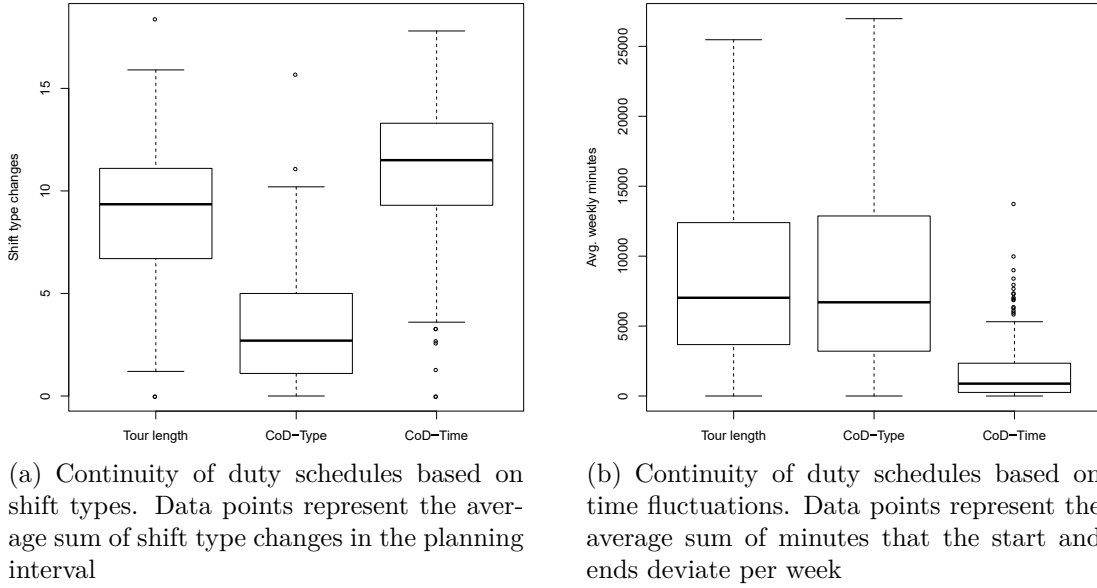 Shift type changes
15
10
5
0
Tour length CoD−Type CoD−Time
Avg. weekly minutes
25000
20000
15000
10000
5000
0
Tour length CoD−Type CoD−Time
(a) Continuity of duty schedules based on
shift types. Data points represent the aver-
age sum of shift type changes in the planning
interval
(b) Continuity of duty schedules based on
time fluctuations. Data points represent the
average sum of minutes that the start and
ends deviate per week